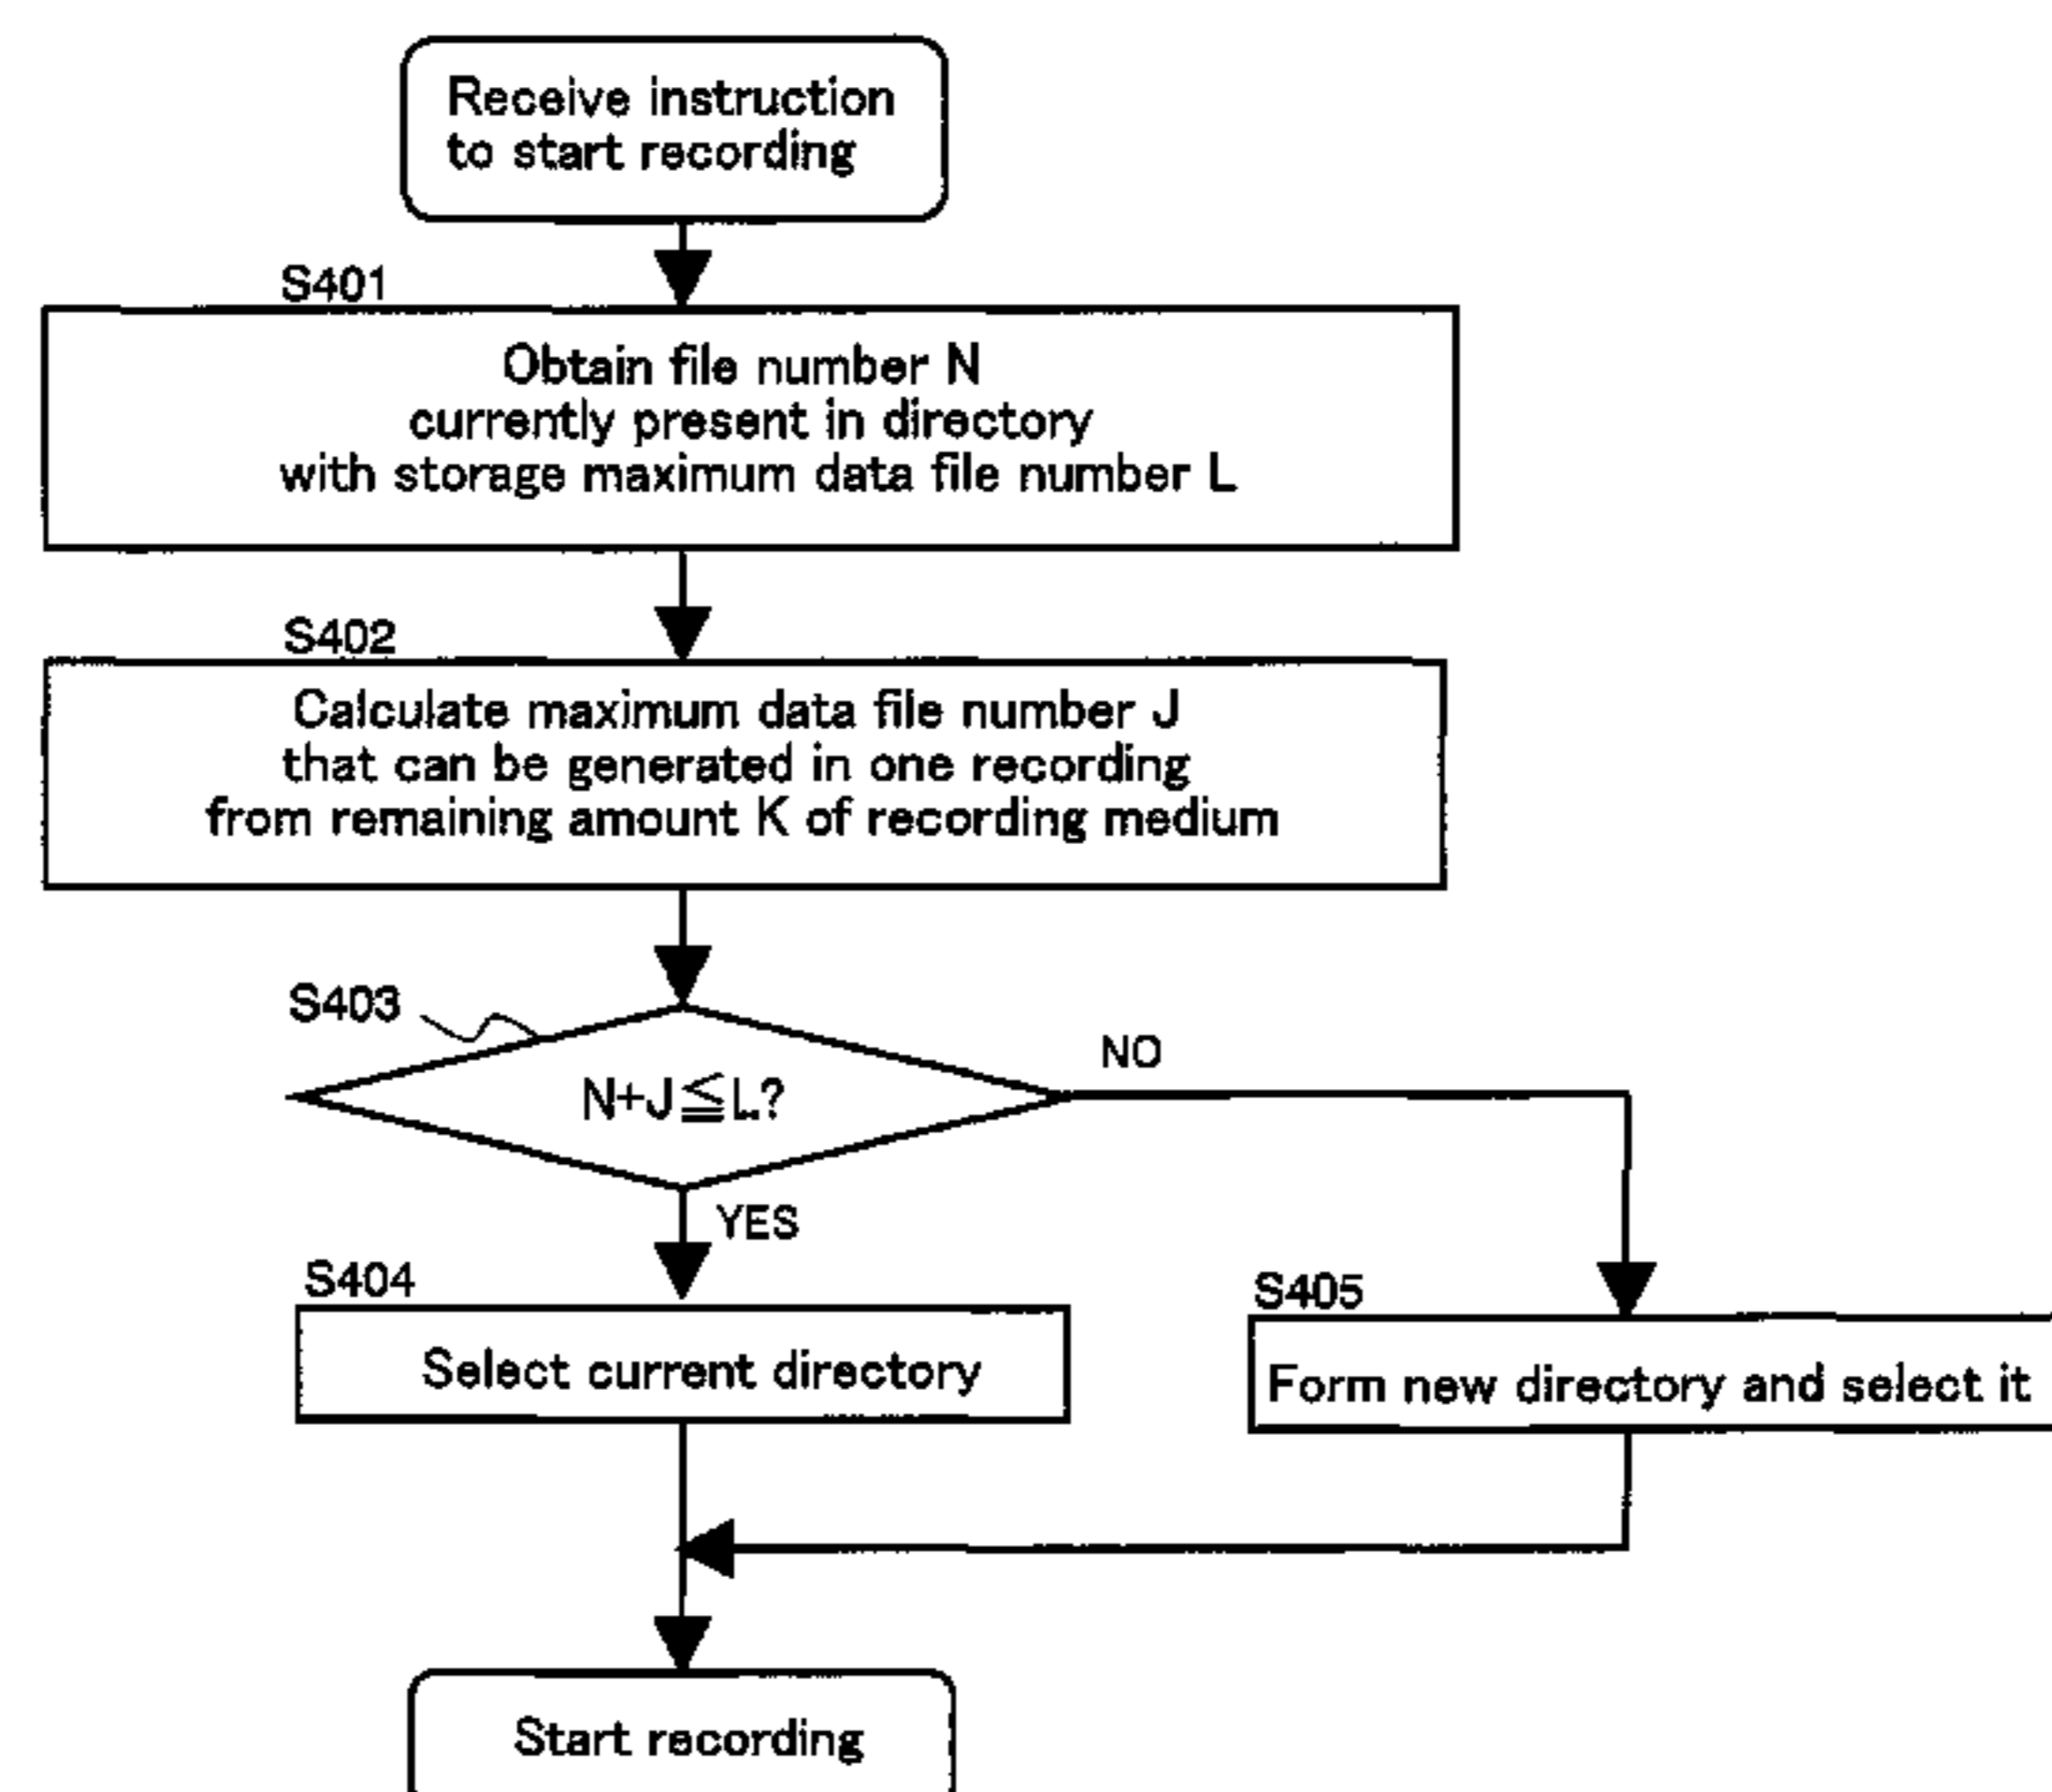 Receive instruction
to start recording
S401
Obtain file number N
currently present in directory
with storage maximum data file number L
S402
Calculate maximum data file number J
that can be generated in one recording
from remaining amount K of recording medium
S403
N+J≦L?
NO
YES
S404
Select current directory
S405
Form new directory and select it
Start recording